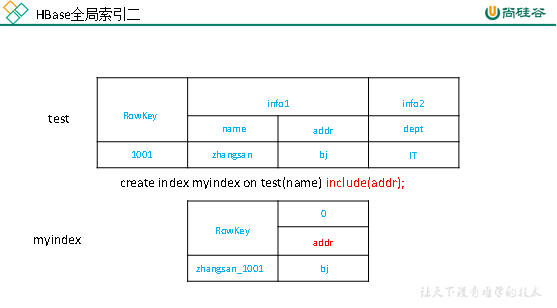 HBase全局索引二
尚硅谷
test
RowKey
info1
info2
name
addr
dept
1001
zhangsan
bj
IT
create index myindex on test(name) include(addr);
myindex
RowKey
0
addr
zhangsan_1001
bj
让天下没有难学的技术